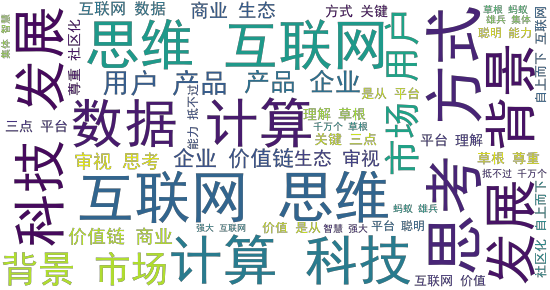 互联网 数据
商业 生态
方式 关键
草根 蚂蚁
雄兵 集体
聪明 能力
思维 互联网
用户 产品
产品 企业
是从 平台
数据 计算
理解 草根
千万个 草根
关键 三点
三点 平台
平台 理解
审视 思考
企业 价值链
生态 审视
草根 尊重
抵不过 千万个
互联网 思维
蚂蚁 雄兵
价值链 商业
强大 互联网
价值 是从
智慧 强大
平台 聪明
背景 市场
计算 科技
互联网 价值
集体 智慧
科技 发展
尊重 社区化
能力 抵不过
市场 用户
思考 方式
发展 背景
自上而下 互联网
社区化 自上而下